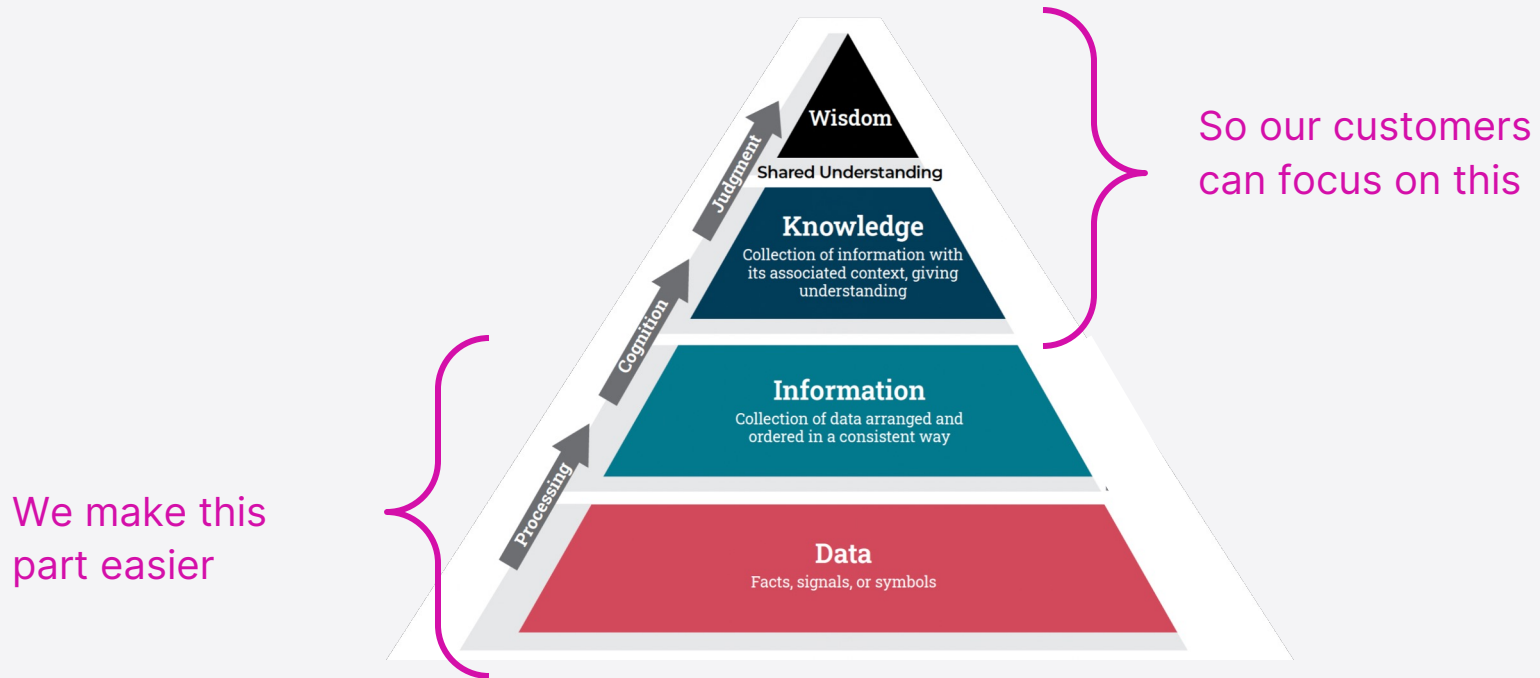 Wisdom
Judgment
Shared Understanding
So our customers
can focus on this
Knowledge
Collection of information with
its associated context, giving
understanding
Cognition
Information
Collection of data arranged and
ordered in a consistent way
Processing
We make this
part easier
Data
Facts, signals, or symbols